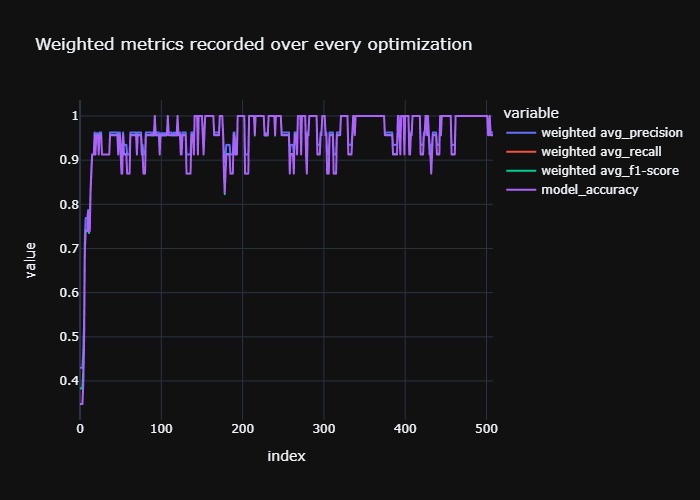 Weighted metrics recorded over every optimization
variable
weighted avg_precision
weighted avg_recall
weighted avg_f1-score
model_accuracy
value
1
0.9
0.8
0.7
0.6
0.5
0.4
0 100 200 300 400 500
index